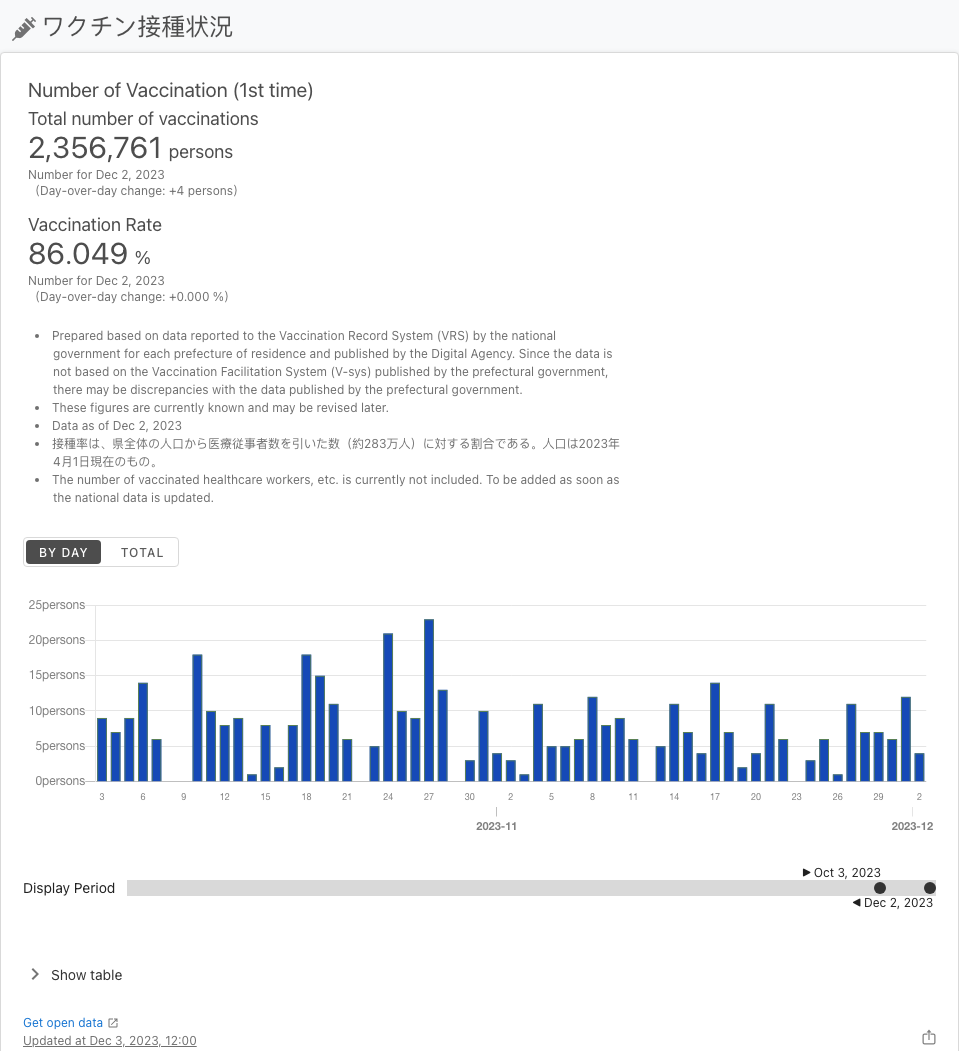 ワクチン接種状況
Number of Vaccination (1st time)
Total number of vaccinations
2,356,761 persons
Number for Dec 2, 2023
(Day-over-day change: +4 persons)
Vaccination Rate
86.049 %
Number for Dec 2, 2023
(Day-over-day change: +0.000 %)
• Prepared based on data reported to the Vaccination Record System (VRS) by the national
government for each prefecture of residence and published by the Digital Agency. Since the data is
not based on the Vaccination Facilitation System (V-sys) published by the prefectural government,
there may be discrepancies with the data published by the prefectural government.
• These figures are currently known and may be revised later.
• Data as of Dec 2, 2023
• 接種率は、県全体の人口から医療従事者数を引いた数（約283万人）に対する割合である。人口は2023年
4月1日現在のもの。
• The number of vaccinated healthcare workers, etc. is currently not included. To be added as soon as
the national data is updated.
BY DAY TOTAL
25persons
20persons
15persons
10persons
5persons
0persons
3 6 9 12 15 18 21 24 27 30 2 5 8 11 14 17 20 23 26 29 2
2023-11 2023-12
▶ Oct 3, 2023
Display Period
◀ Dec 2, 2023
Show table
Get open data
Updated at Dec 3, 2023, 12:00